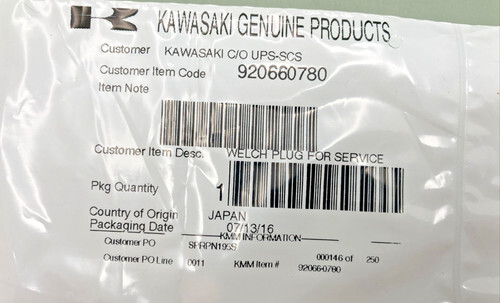 KAWASAKI GENUINE PRODUCTS
Customer KAWASAKI C/O UPS-SCS
Customer Item Code 920660780
Item Note
Customer Item Desc. WELCH PLUG FOR SERVICE
Pkg Quantity 1
Country of Origin JAPAN
Packaging Date 07/13/16
KMM INFORMATION
Customer PO SPRPN195S
000146 of 250
Customer PO Line 0011 KMM Item # 92066-0780